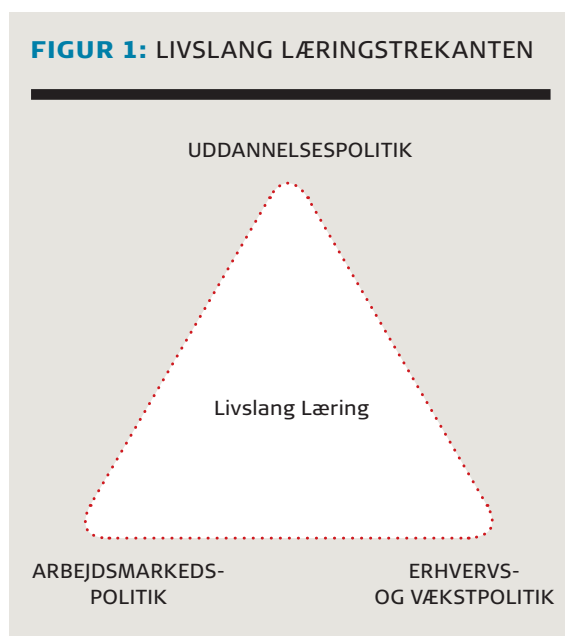 FIGUR 1: LIVSLANG LÆRINGSTREKANTEN
UDDANNELSESPOLITIK
Livslang Læring
ARBEJDSMARKEDS-
POLITIK
ERHVERVS-
OG VÆKSTPOLITIK